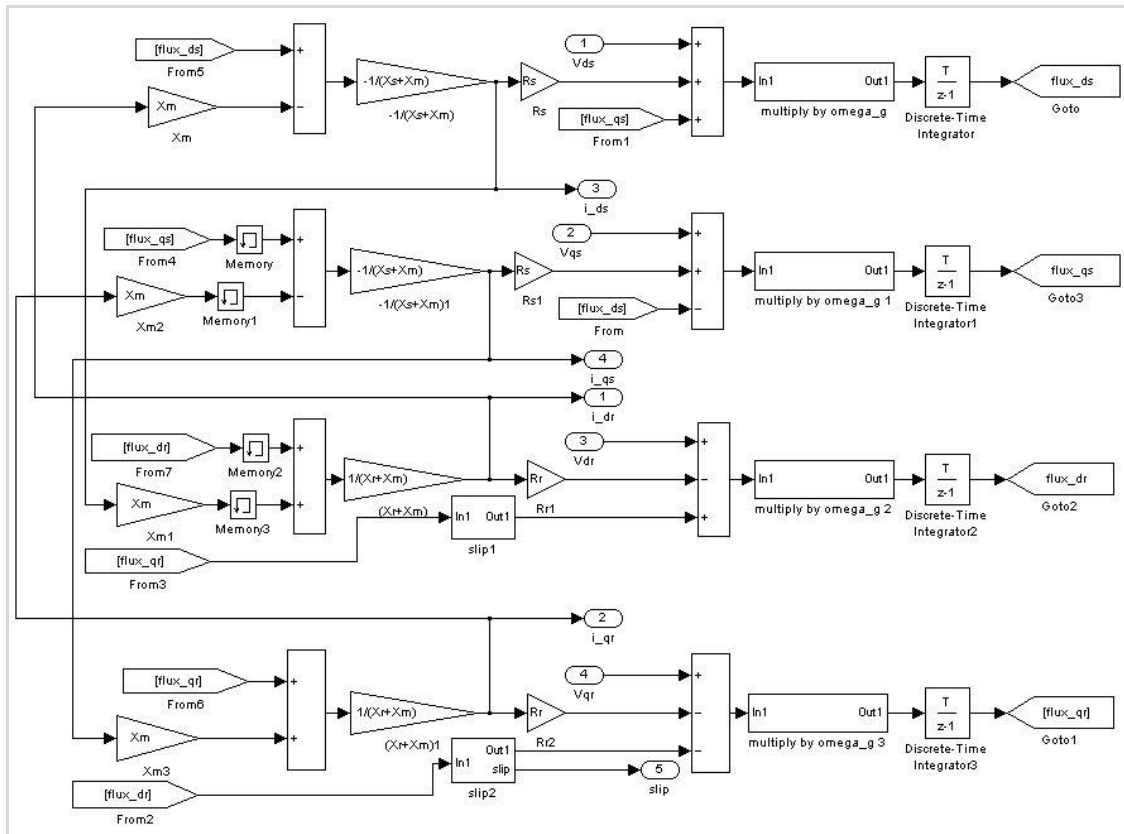 [flux_ds]
From5
+
−
Xm
Xm
-1/(Xs+Xm)
-1/(Xs+Xm)
Rs
Rs
1
Vds
[flux_qs]
From1
+
+
+
In1
Out1
multiply by omega_g
T
z-1
Discrete-Time
Integrator
flux_ds
Goto
3
i_ds
[flux_qs]
From4
Memory
+
−
Xm
Xm2
Memory1
-1/(Xs+Xm)
-1/(Xs+Xm)1
Rs
Rs1
2
Vqs
[flux_ds]
From
+
+
−
In1
Out1
multiply by omega_g 1
T
z-1
Discrete-Time
Integrator1
flux_qs
Goto3
4
i_qs
1
i_dr
[flux_dr]
From7
Memory2
+
+
Xm
Xm1
Memory3
1/(Xr+Xm)
(Xr+Xm)
Rr
Rr1
3
Vdr
In1
Out1
slip1
[flux_qr]
From3
+
−
+
In1
Out1
multiply by omega_g 2
T
z-1
Discrete-Time
Integrator2
flux_dr
Goto2
2
i_qr
[flux_qr]
From6
+
+
Xm
Xm3
1/(Xr+Xm)
(Xr+Xm)1
Rr
Rr2
4
Vqr
In1
Out1
slip
slip2
[flux_dr]
From2
5
slip
+
−
−
In1
Out1
multiply by omega_g 3
T
z-1
Discrete-Time
Integrator3
[flux_qr]
Goto1